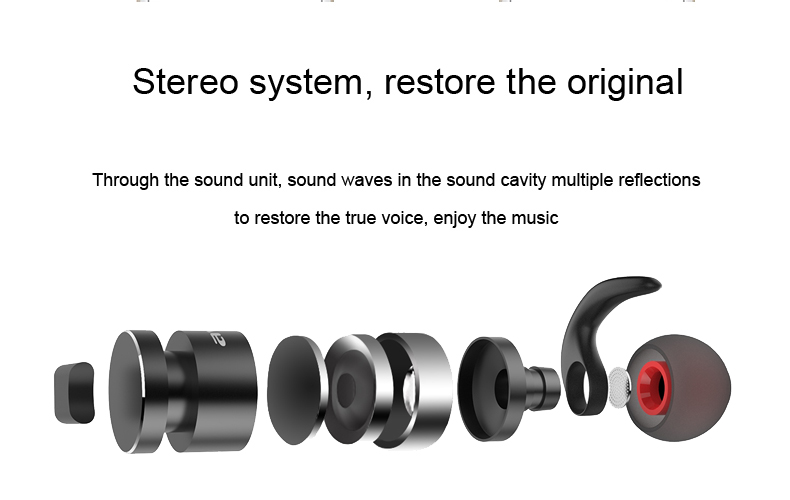 Stereo system, restore the original
Through the sound unit, sound waves in the sound cavity multiple reflections
to restore the true voice, enjoy the music